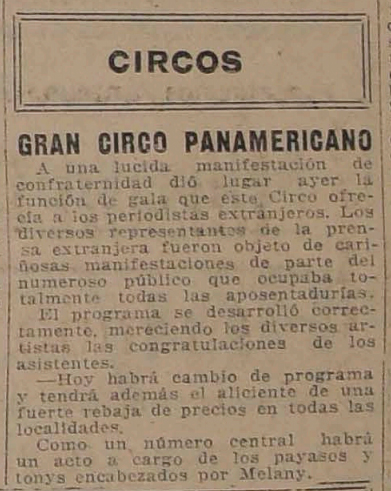 CIRCOS
GRAN CIRCO PANAMERICANO
A una lucida manifestación de
confraternidad dió lugar ayer la
función de gala que este Circo ofre-
cía a los periodistas extranjeros. Los
diversos representantes de la pren-
sa extranjera fueron objeto de cari-
ñosas manifestaciones de parte del
numeroso público que ocupaba to-
talmente todas las aposentadurías.
El programa se desarrolló correc-
tamente, mereciendo los diversos ar-
tistas las congratulaciones de los
asistentes.
—Hoy habrá cambio de programa
y tendrá además el aliciente de una
fuerte rebaja de precios en todas las
localidades.
Como un número central habrá
un acto a cargo de los payasos y
tonys encabezados por Melany.